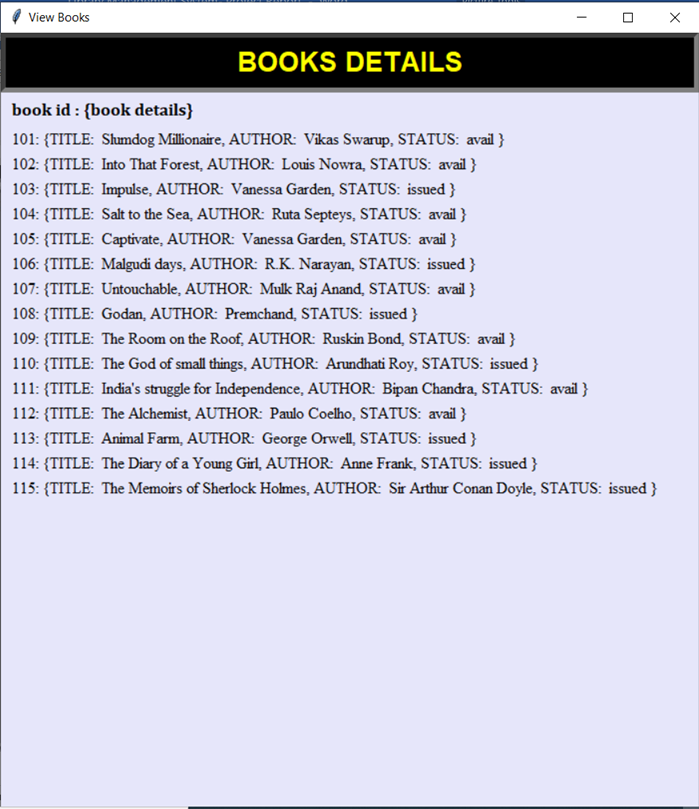 View Books
BOOKS DETAILS
book id : {book details}
101: {TITLE: Slumdog Millionaire, AUTHOR: Vikas Swarup, STATUS: avail }
102: {TITLE: Into That Forest, AUTHOR: Louis Nowra, STATUS: avail }
103: {TITLE: Impulse, AUTHOR: Vanessa Garden, STATUS: issued }
104: {TITLE: Salt to the Sea, AUTHOR: Ruta Septeys, STATUS: avail }
105: {TITLE: Captivate, AUTHOR: Vanessa Garden, STATUS: avail }
106: {TITLE: Malgudi days, AUTHOR: R.K. Narayan, STATUS: issued }
107: {TITLE: Untouchable, AUTHOR: Mulk Raj Anand, STATUS: avail }
108: {TITLE: Godan, AUTHOR: Premchand, STATUS: issued }
109: {TITLE: The Room on the Roof, AUTHOR: Ruskin Bond, STATUS: avail }
110: {TITLE: The God of small things, AUTHOR: Arundhati Roy, STATUS: issued }
111: {TITLE: India's struggle for Independence, AUTHOR: Bipan Chandra, STATUS: avail }
112: {TITLE: The Alchemist, AUTHOR: Paulo Coelho, STATUS: avail }
113: {TITLE: Animal Farm, AUTHOR: George Orwell, STATUS: issued }
114: {TITLE: The Diary of a Young Girl, AUTHOR: Anne Frank, STATUS: issued }
115: {TITLE: The Memoirs of Sherlock Holmes, AUTHOR: Sir Arthur Conan Doyle, STATUS: issued }